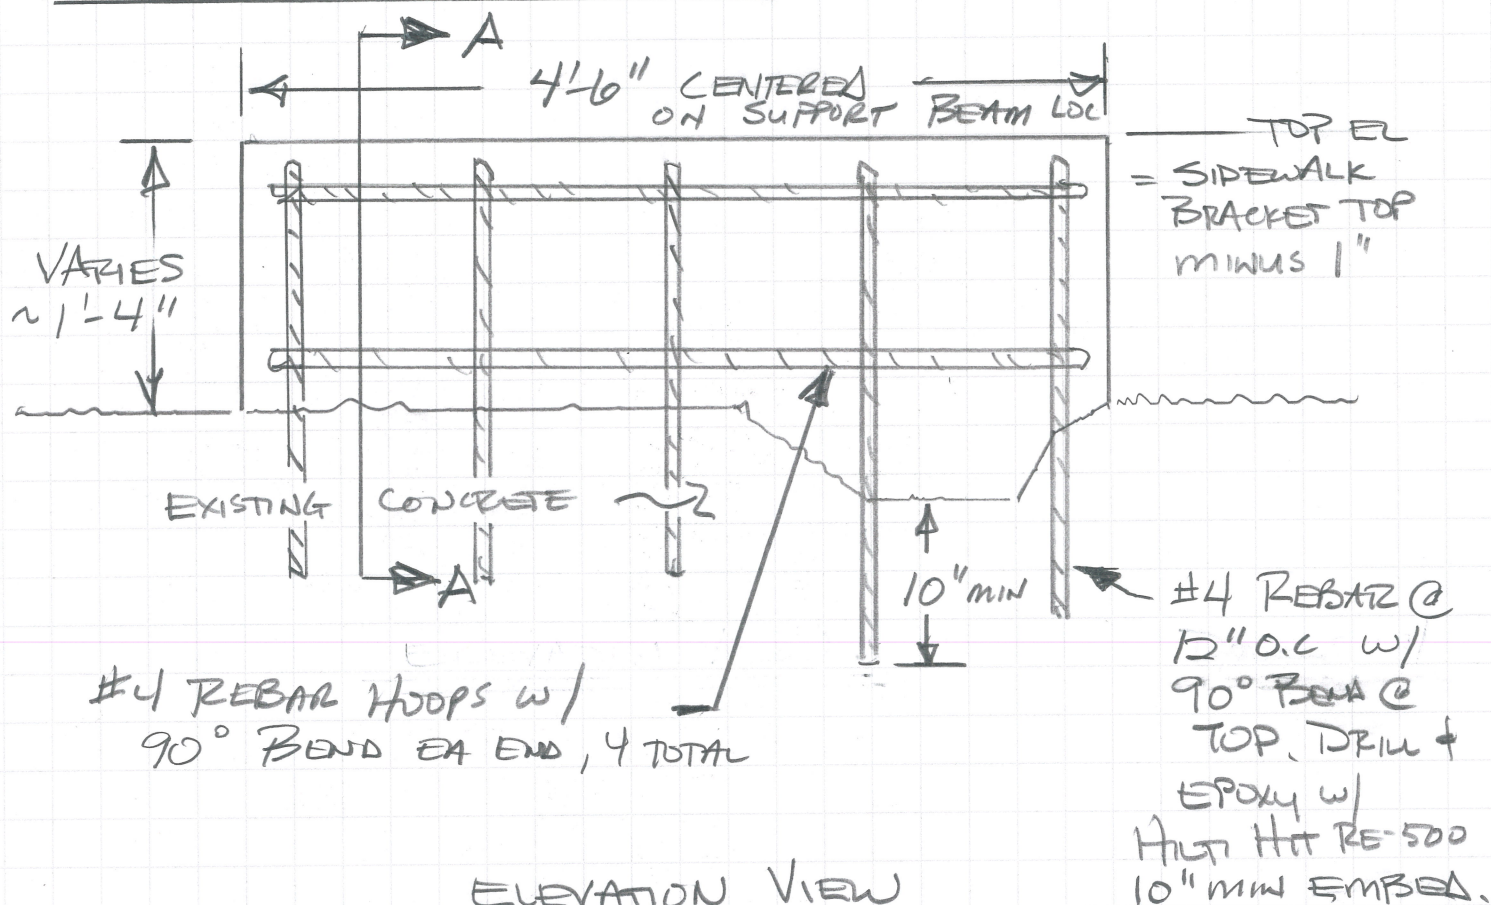 A
4'-6" CENTERED
ON SUPPORT BEAM LOC
TOP EL
= SIDEWALK
BRACKET TOP
MINUS 1"
VARIES
~1'-4"
EXISTING CONCRETE
A
10" MIN
#4 REBAR @
12" O.C W/
90° BEND @
TOP. DRILL &
EPOXY W/
HILTI HIT RE-500
10" MIN EMBED.
#4 REBAR HOOPS W/
90° BEND EA END, 4 TOTAL
ELEVATION VIEW